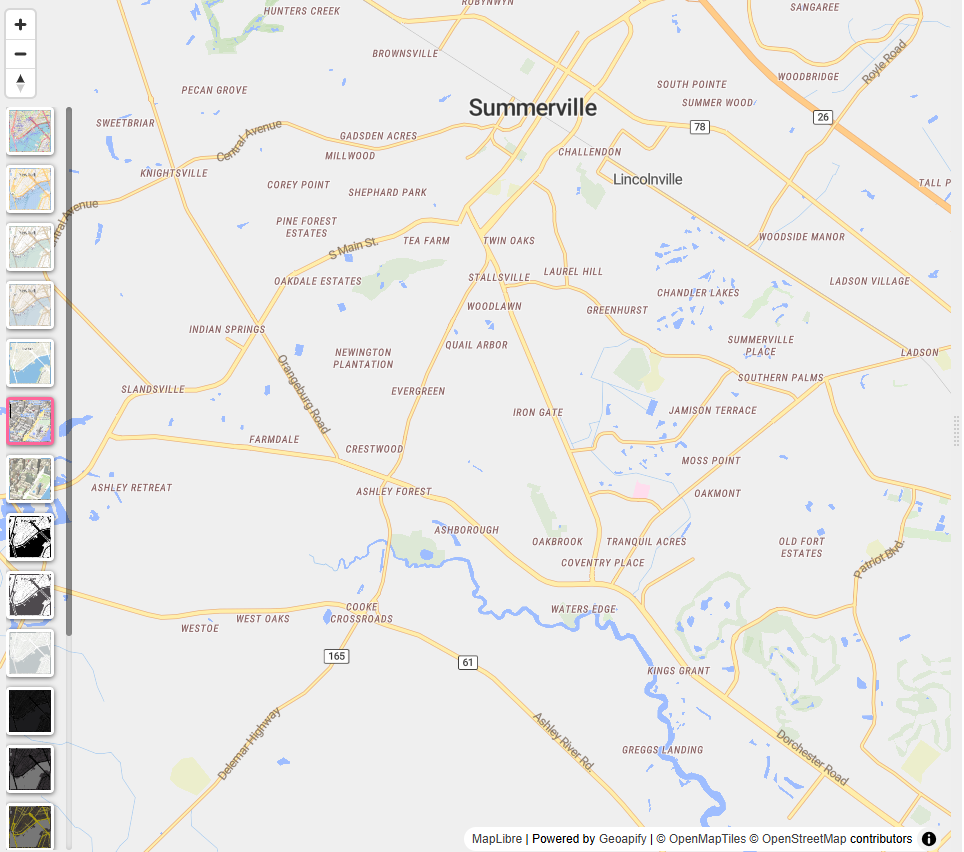 ROBYNWYN
HUNTERS CREEK
SANGAREE
BROWNSVILLE
Royle Road
WOODBRIDGE
SOUTH POINTE
PECAN GROVE
SUMMER WOOD
Summerville
26
78
SWEETBRIAR
Central Avenue
GADSDEN ACRES
CHALLENDON
MILLWOOD
KNIGHTSVILLE
Lincolnville
COREY POINT
SHEPHARD PARK
TALL P
ntral Avenue
PINE FOREST
ESTATES
S Main St.
TEA FARM
TWIN OAKS
WOODSIDE MANOR
STALLSVILLE
LAUREL HILL
OAKDALE ESTATES
LADSON VILLAGE
CHANDLER LAKES
WOODLAWN
GREENHURST
INDIAN SPRINGS
QUAIL ARBOR
SUMMERVILLE
PLACE
NEWINGTON
PLANTATION
LADSON
SOUTHERN PALMS
SLANDSVILLE
Orangeburg Road
EVERGREEN
IRON GATE
JAMISON TERRACE
FARMDALE
CRESTWOOD
MOSS POINT
ASHLEY RETREAT
ASHLEY FOREST
OAKMONT
ASHBOROUGH
OAKBROOK
TRANQUIL ACRES
OLD FORT
ESTATES
COVENTRY PLACE
Patriot Blvd.
COOKE
CROSSROADS
WATERS EDGE
WEST OAKS
WESTOE
165
61
KINGS GRANT
Delemar Highway
Ashley River Rd.
GREGGS LANDING
Dorchester Road
MapLibre | Powered by Geoapify | © OpenMapTiles © OpenStreetMap contributors